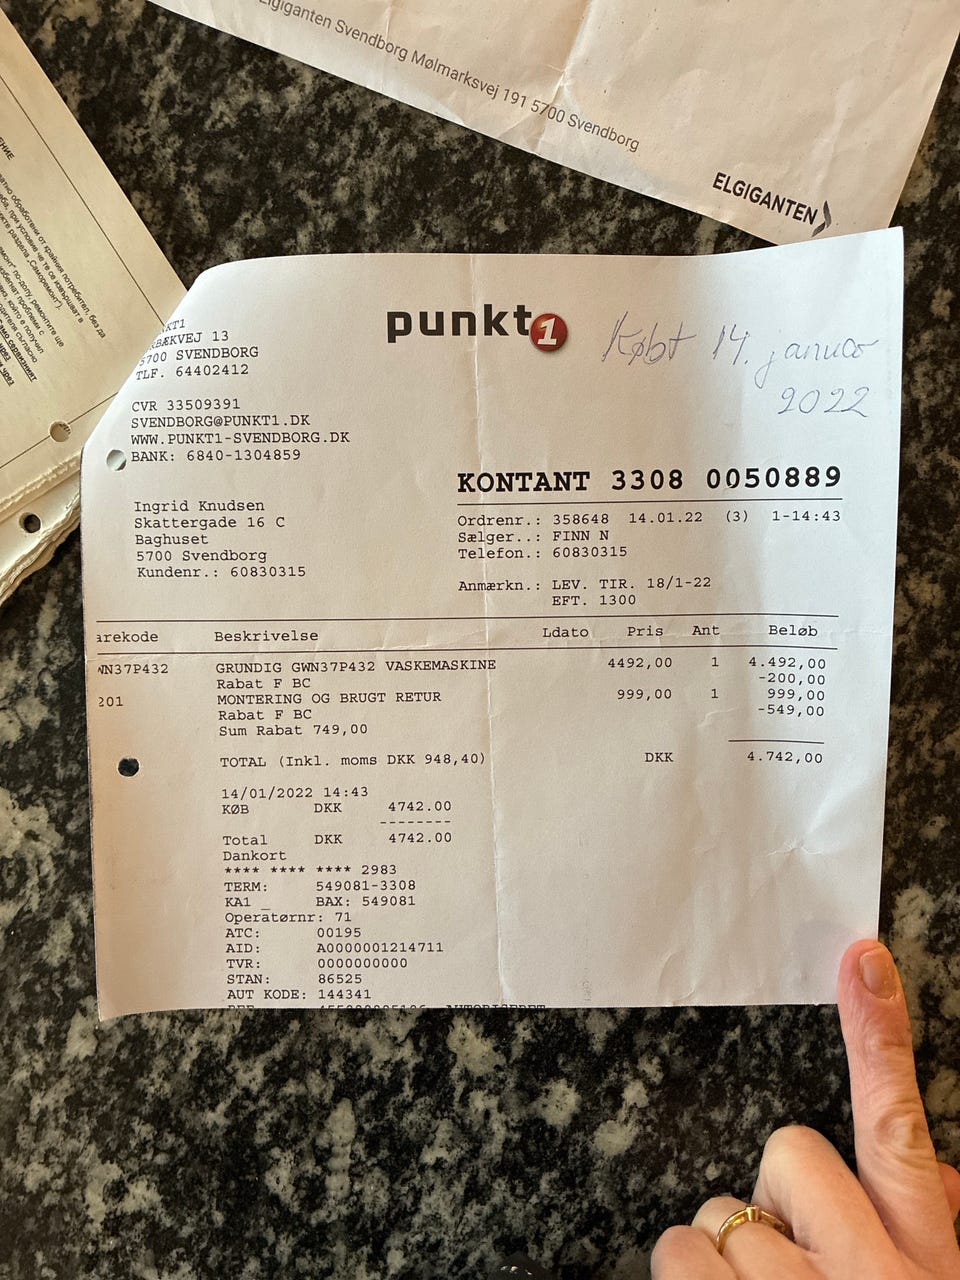 Elgiganten Svendborg Mølmarksvej 191 5700 Svendborg
ELGIGANTEN
punkt1
Købt 14. januar
2022
13
5700 SVENDBORG
TLF. 64402412
CVR 33509391
SVENDBORG@PUNKT1.DK
WWW.PUNKT1-SVENDBORG.DK
BANK: 6840-1304859
KONTANT 3308 0050889
Ingrid Knudsen
Skattergade 16 C
Baghuset
5700 Svendborg
Kundenr.: 60830315
Ordrenr.: 358648 14.01.22 (3) 1-14:43
Sælger..: FINN N
Telefon.: 60830315
Anmærkn.: LEV. TIR. 18/1-22
EFT. 1300
arekode Beskrivelse Ldato Pris Ant Beløb
WN37P432 GRUNDIG GWN37P432 VASKEMASKINE 4492,00 1 4.492,00
Rabat F BC -200,00
201 MONTERING OG BRUGT RETUR 999,00 1 999,00
Rabat F BC -549,00
Sum Rabat 749,00
TOTAL (Inkl. moms DKK 948,40) DKK 4.742,00
14/01/2022 14:43
KØB DKK 4742.00
--------
Total DKK 4742.00
Dankort
**** **** **** 2983
TERM: 549081-3308
KA1 _ BAX: 549081
Operatørnr: 71
ATC: 00195
AID: A0000001214711
TVR: 0000000000
STAN: 86525
AUT KODE: 144341